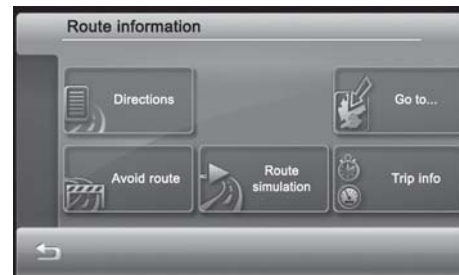 Route information
Directions
Go to...
Avoid route
Route
simulation
Trip info